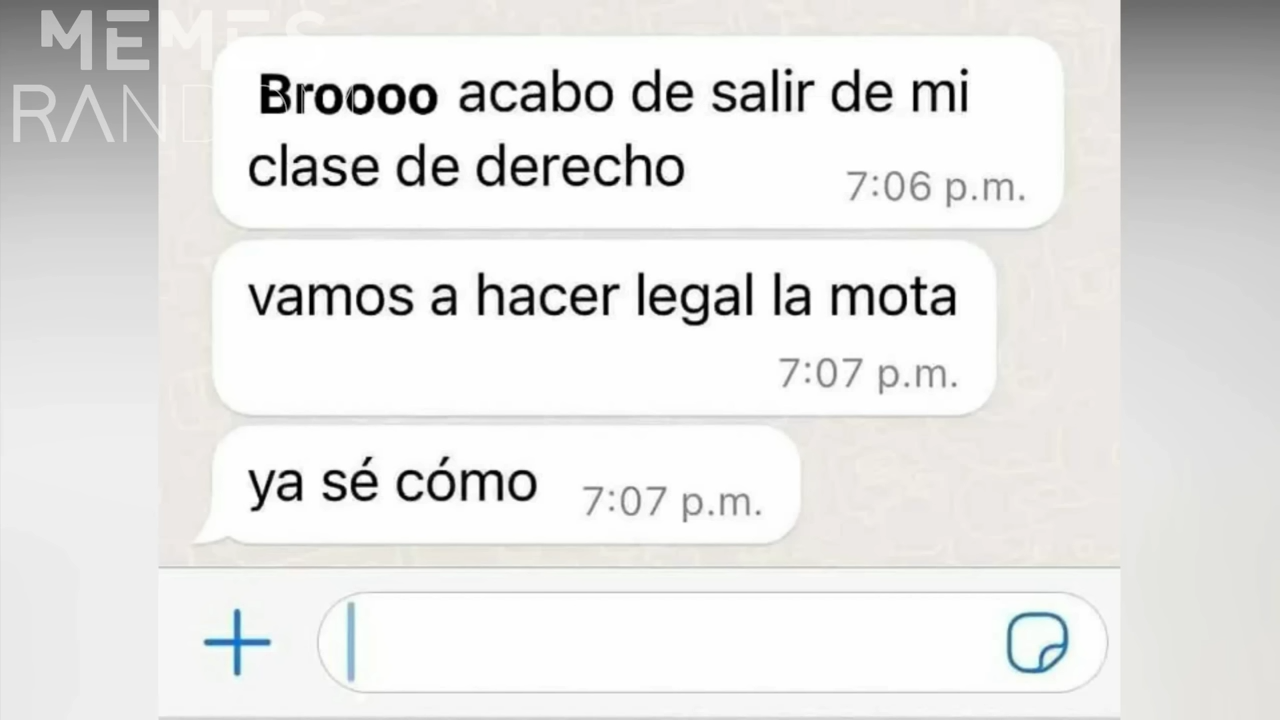 MEMES
RAND
Broooo acabo de salir de mi
clase de derecho
7:06 p.m.
vamos a hacer legal la mota
7:07 p.m.
ya sé cómo
7:07 p.m.